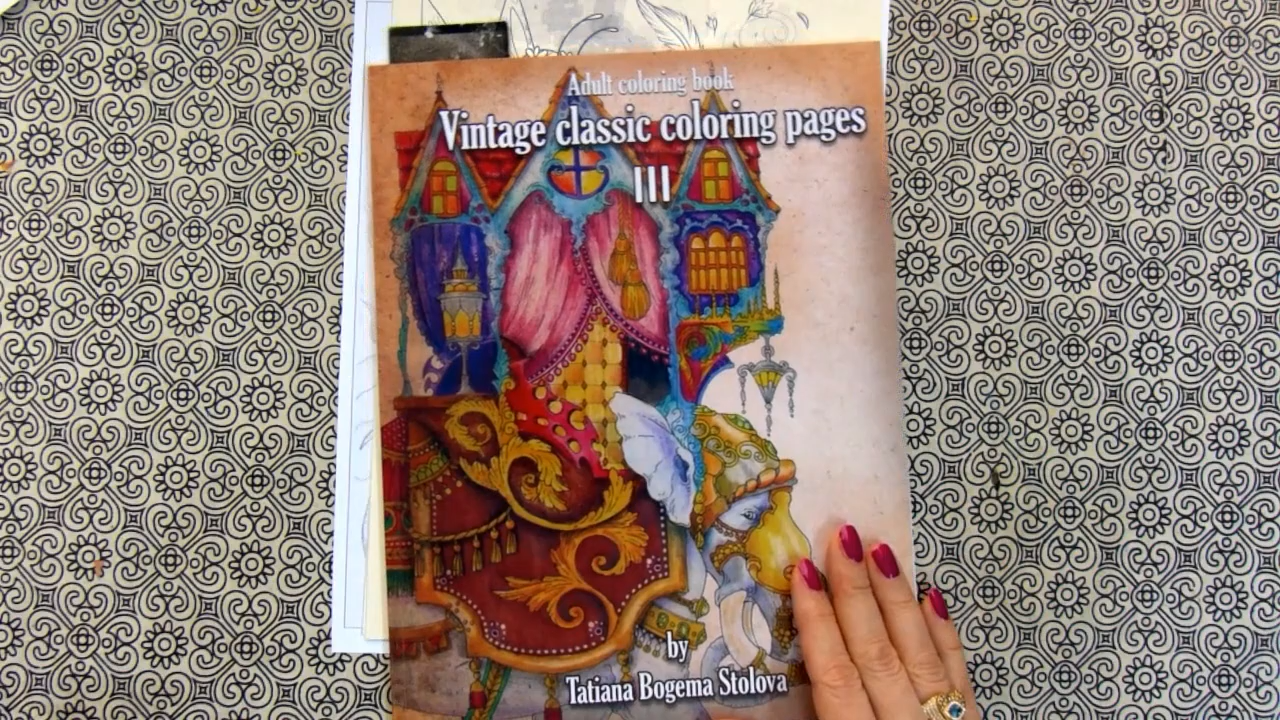 Adult coloring book
Vintage classic coloring pages
III
by
Tatiana Bogema Stolova